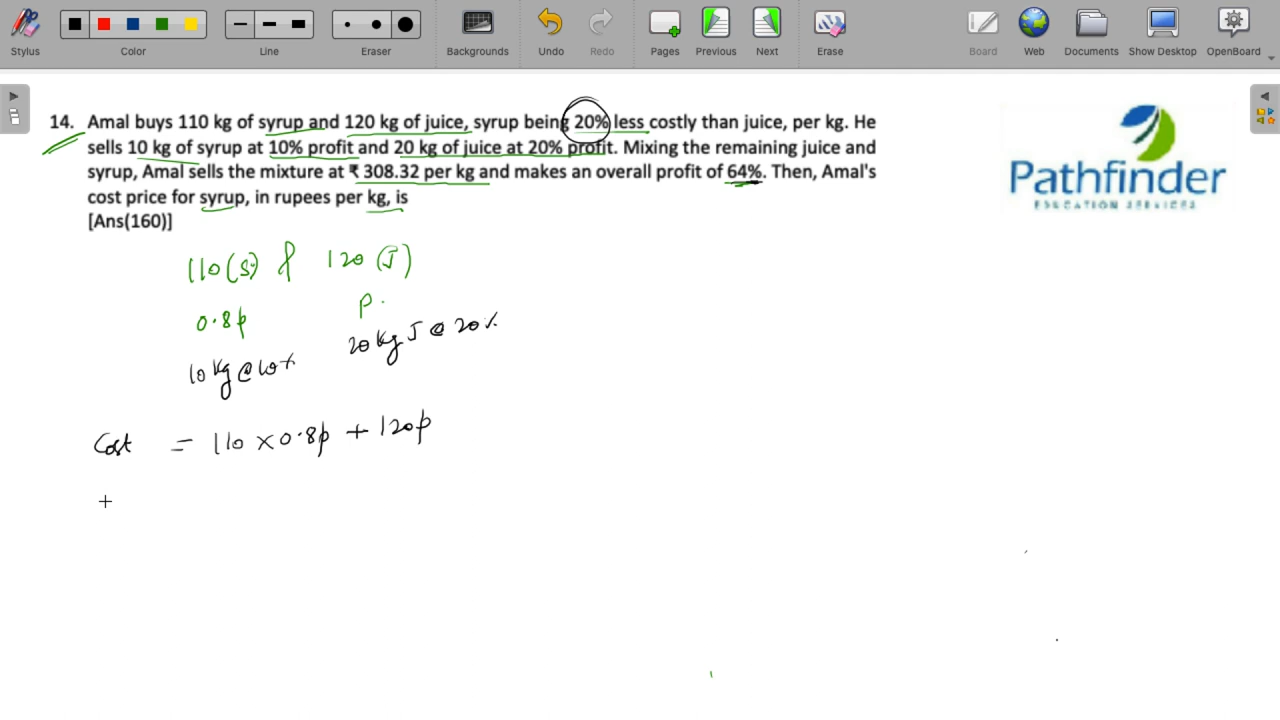 Stylus
Color
Line
Eraser
Backgrounds
Undo
Redo
Pages
Previous
Next
Erase
Board
Web
Documents
Show Desktop
OpenBoard
14. Amal buys 110 kg of syrup and 120 kg of juice, syrup being 20% less costly than juice, per kg. He
sells 10 kg of syrup at 10% profit and 20 kg of juice at 20% profit. Mixing the remaining juice and
syrup, Amal sells the mixture at ₹ 308.32 per kg and makes an overall profit of 64%. Then, Amal's
cost price for syrup, in rupees per kg, is
[Ans(160)]
Pathfinder
EDUCATION SERVICES
110 (S) & 120 (J)
0.8p p.
10 kg @ 10% 20 kg J @ 20%
Cost = 110 × 0.8p + 120p